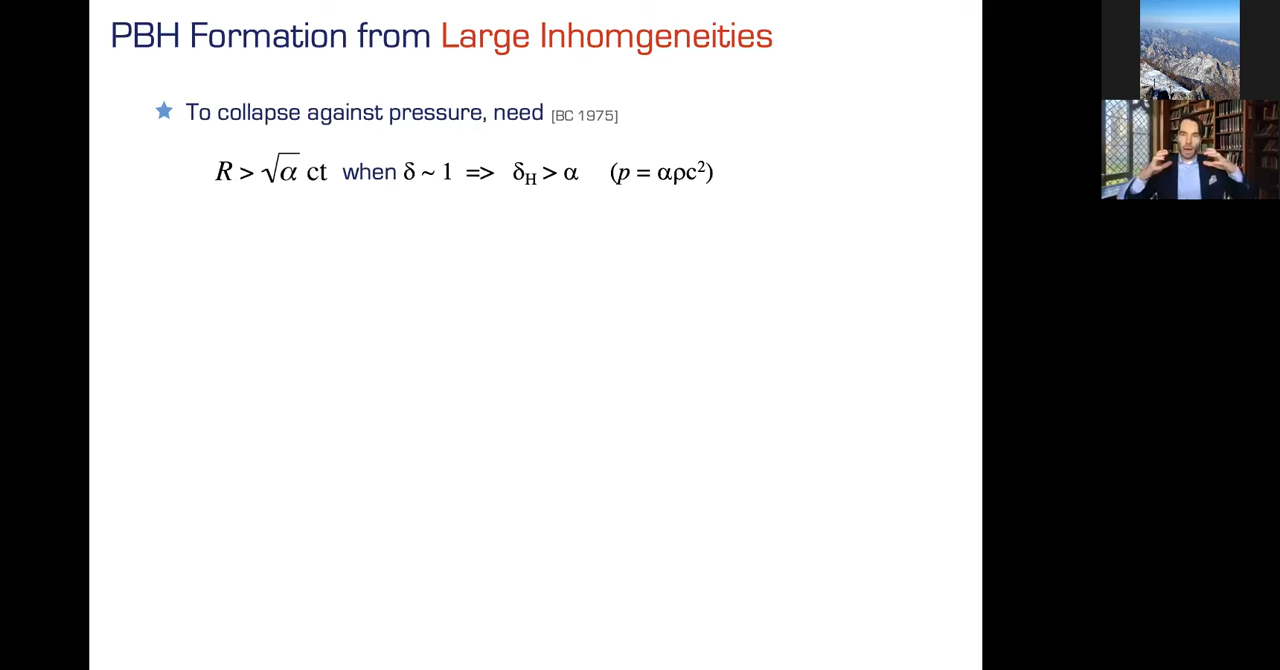 PBH Formation from Large Inhomgeneities
★ To collapse against pressure, need [BC 1975]
R > √α ct when δ ~ 1 => δH > α (p = αρc²)